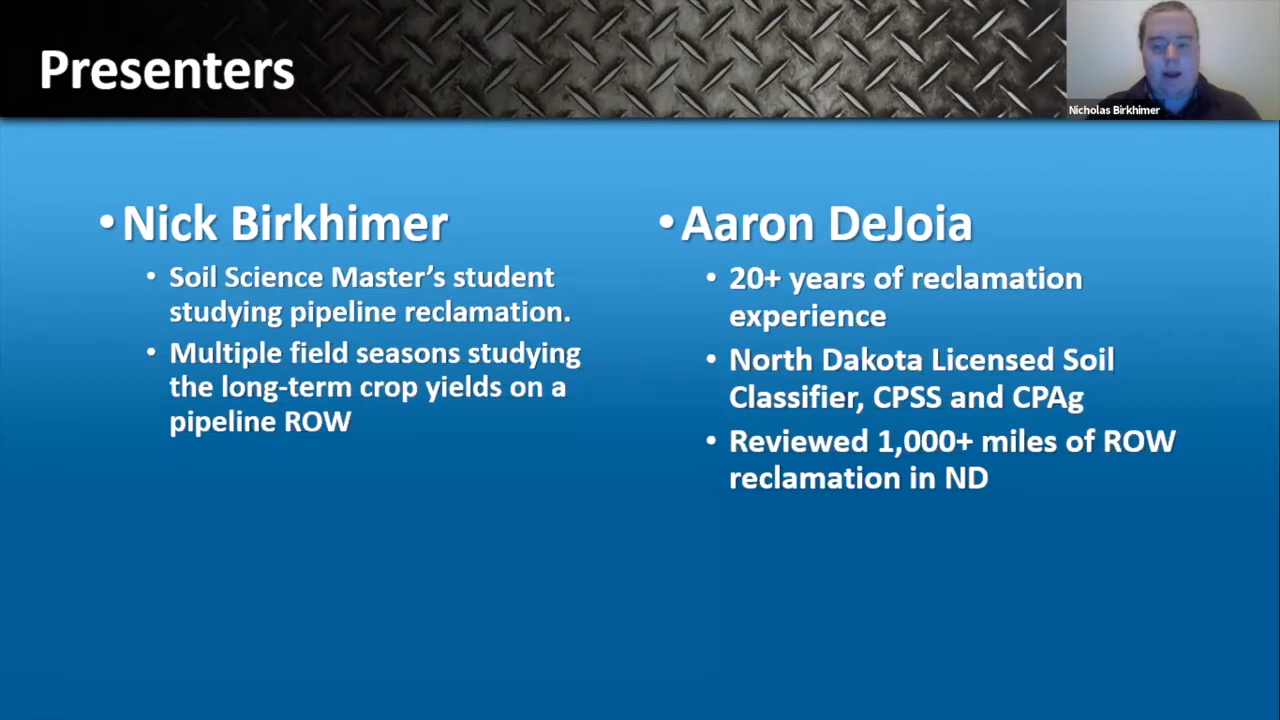 Presenters
Nicholas Birkhimer
•Nick Birkhimer
• Soil Science Master's student
studying pipeline reclamation.
• Multiple field seasons studying
the long-term crop yields on a
pipeline ROW
•Aaron DeJoia
• 20+ years of reclamation
experience
• North Dakota Licensed Soil
Classifier, CPSS and CPAg
• Reviewed 1,000+ miles of ROW
reclamation in ND